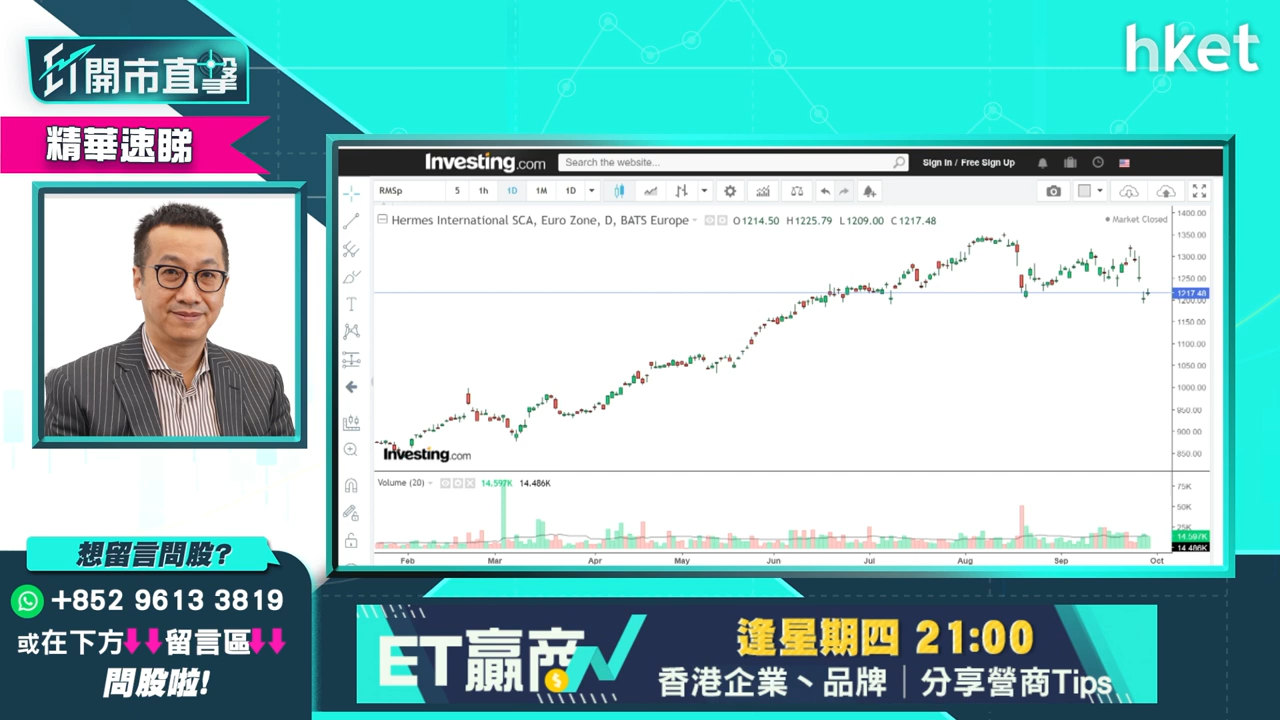 ET開市直擊
hket
精華速睇
Investing.com
Search the website...
Sign In / Free Sign Up
RMSp
5
1h
1D
1M
1D
Hermes International SCA, Euro Zone, D, BATS Europe
O1214.50 H1225.79 L1209.00 C1217.48
Market Closed
1400.00
1350.00
1300.00
1250.00
1217.48
1200.00
1150.00
1100.00
1050.00
1000.00
950.00
900.00
850.00
Investing.com
Volume (20)
14.597K
14.486K
75K
50K
25K
14.597K
14.486K
Feb
Mar
Apr
May
Jun
Jul
Aug
Sep
Oct
想留言問股?
+852 9613 3819
或在下方留言區
問股啦!
ET贏商
$
逢星期四 21:00
香港企業、品牌｜分享營商Tips